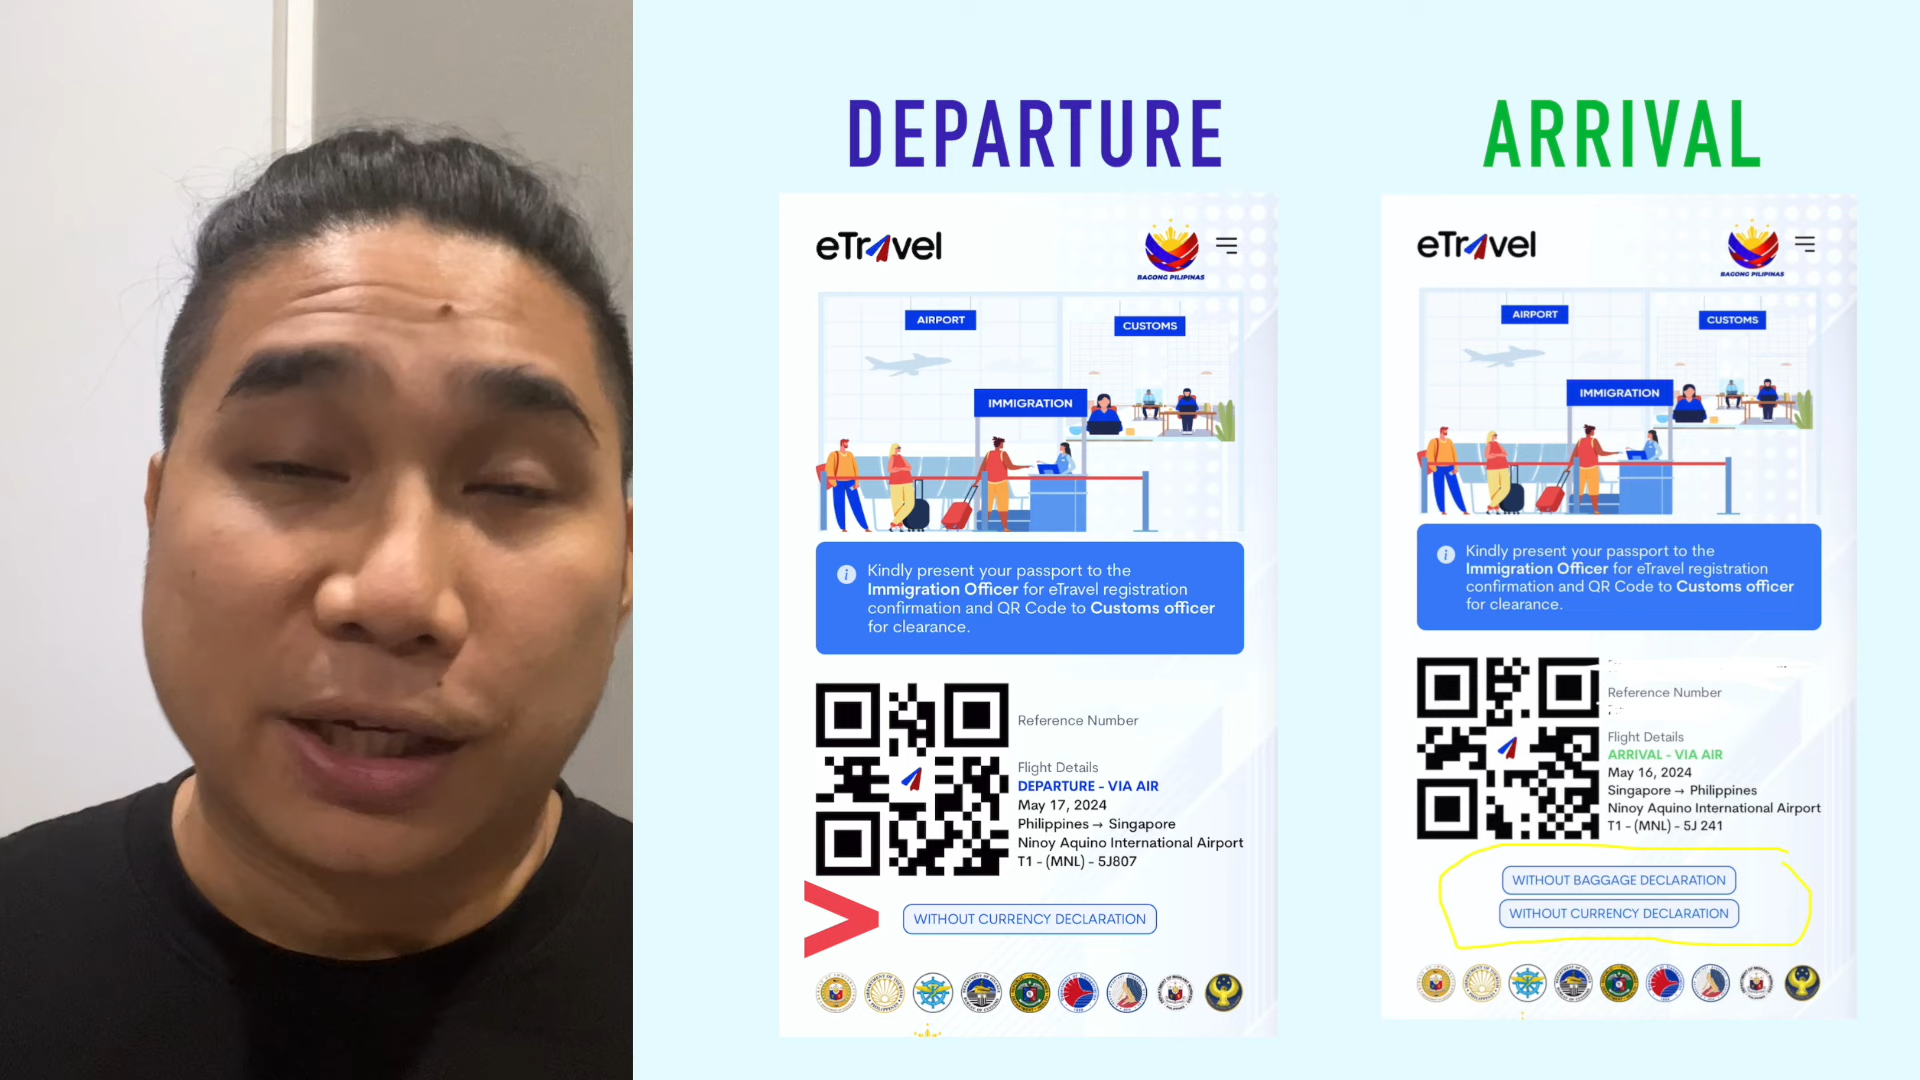 DEPARTURE
eTravel
BAGONG PILIPINAS
AIRPORT
CUSTOMS
IMMIGRATION
Kindly present your passport to the
Immigration Officer for eTravel registration
confirmation and QR Code to Customs officer
for clearance.
Reference Number
Flight Details
DEPARTURE - VIA AIR
May 17, 2024
Philippines → Singapore
Ninoy Aquino International Airport
T1 - (MNL) - 5J807
WITHOUT CURRENCY DECLARATION
ARRIVAL
eTravel
BAGONG PILIPINAS
AIRPORT
CUSTOMS
IMMIGRATION
Kindly present your passport to the
Immigration Officer for eTravel registration
confirmation and QR Code to Customs officer
for clearance.
Reference Number
Flight Details
ARRIVAL - VIA AIR
May 16, 2024
Singapore → Philippines
Ninoy Aquino International Airport
T1 - (MNL) - 5J 241
WITHOUT BAGGAGE DECLARATION
WITHOUT CURRENCY DECLARATION